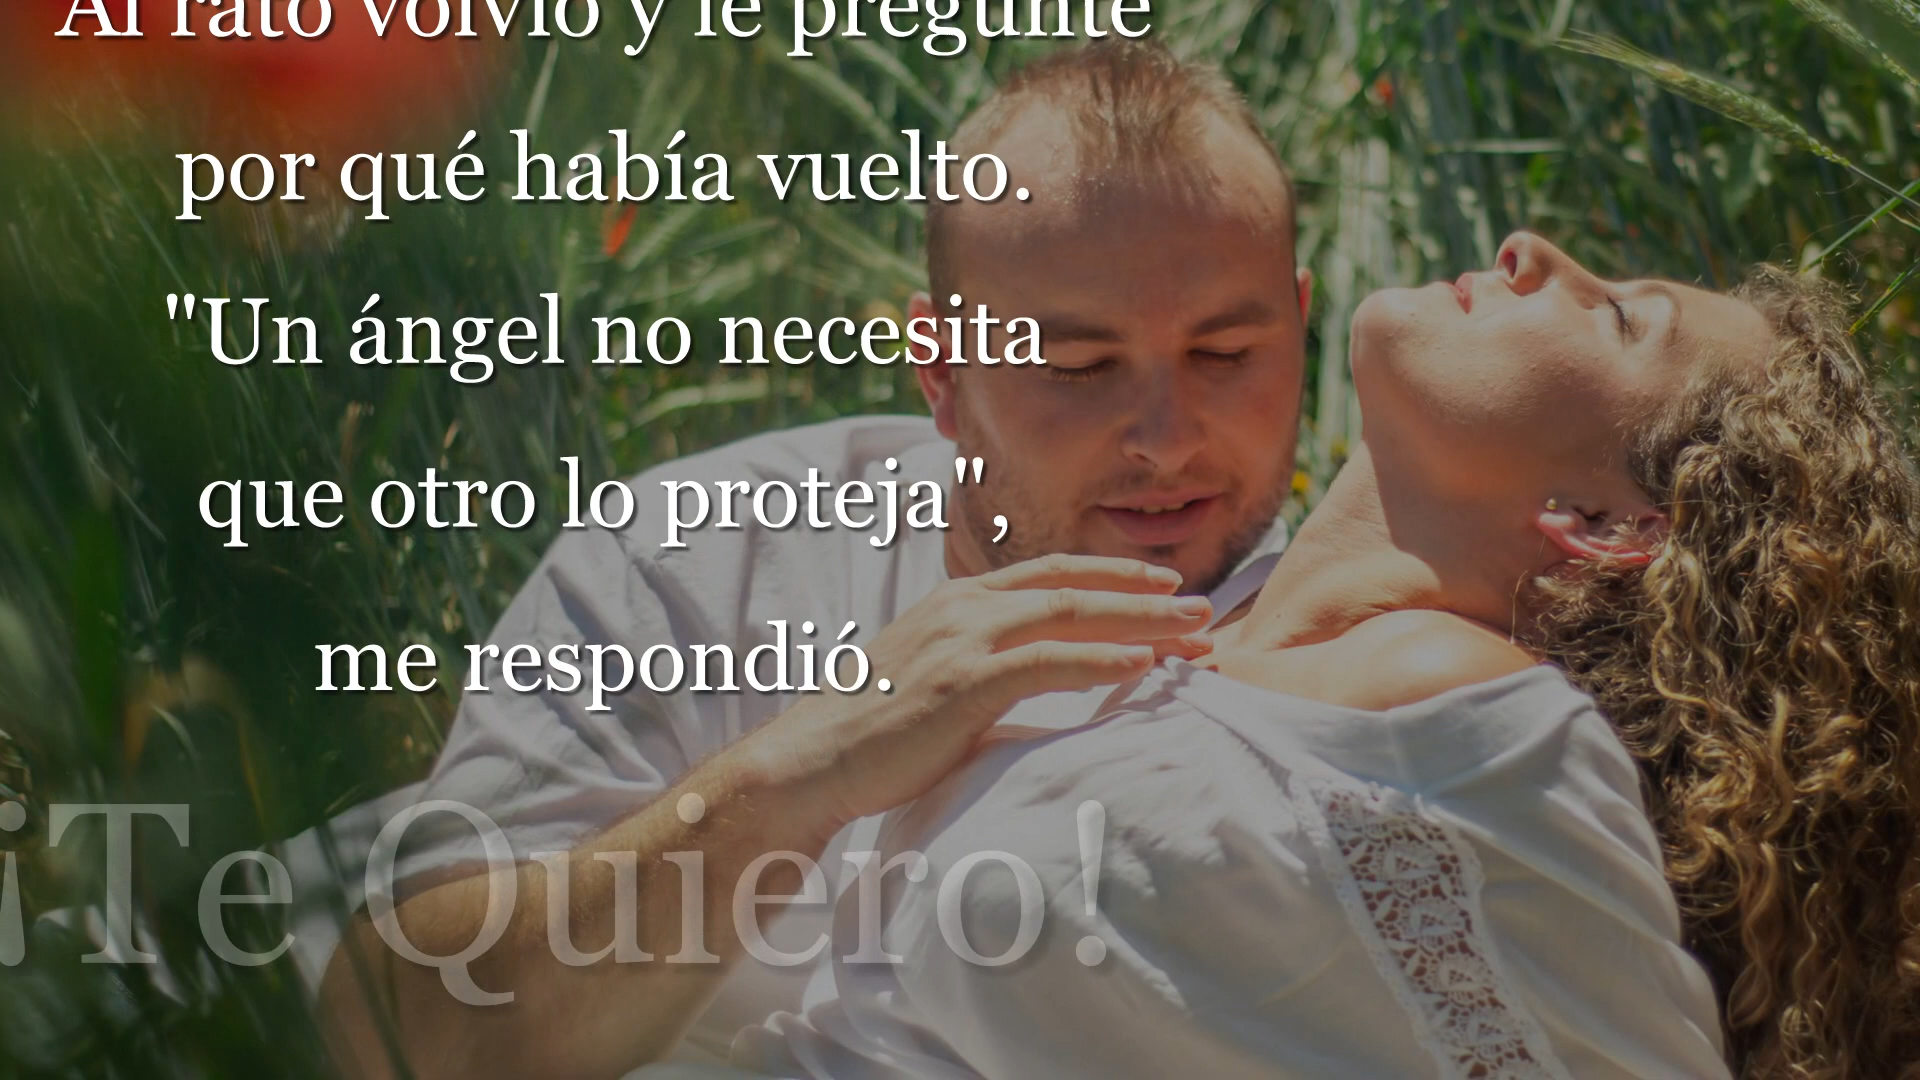 Al rato volvió y le pregunté
por qué había vuelto.
"Un ángel no necesita
que otro lo proteja",
me respondió.
¡Te Quiero!